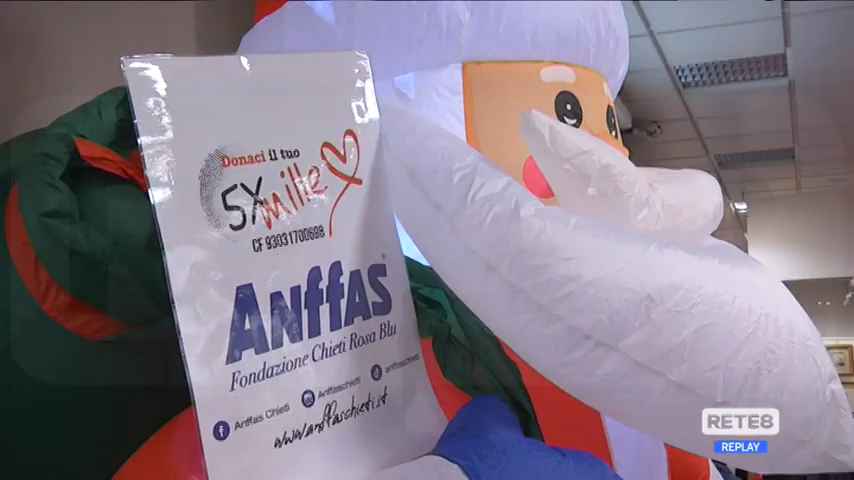 Donaci il tuo
5X mille
CF 93031700698
ANffAS
Fondazione Chieti Rosa Blu
Anffas Chieti
Anffaschieti
anffaschieti
www.anffaschieti.it
RETE8
REPLAY